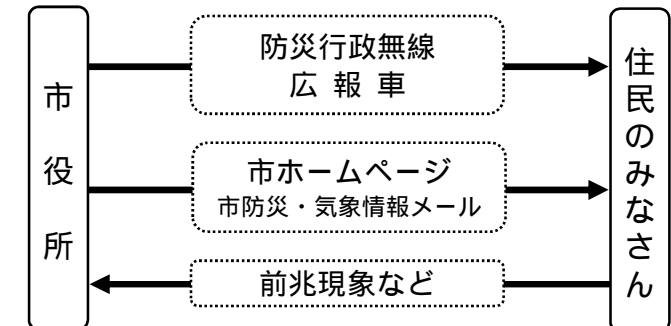 市役所
防災行政無線
広報車
市ホームページ
市防災・気象情報メール
前兆現象など
住民のみなさん